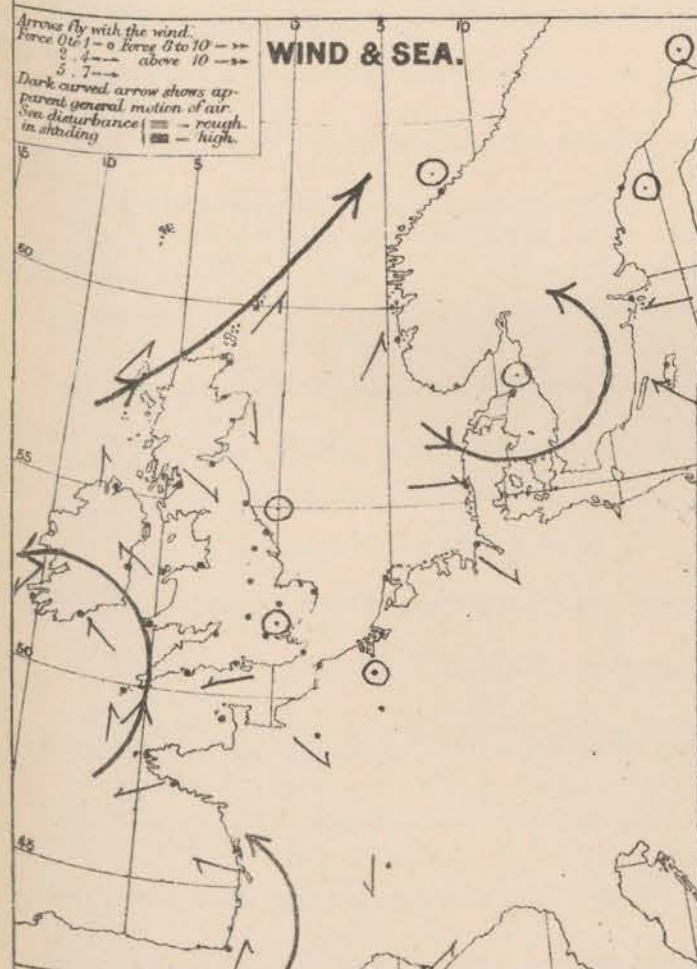 Arrows fly with the wind.
Force 0 to 1 – o Force 8 to 10 – →→
2 . 4 – → above 10 – →→
5 . 7 – →
Dark curved arrow shows ap-
parent general motion of air.
Sea disturbance – rough.
in shading – high.
WIND & SEA.
0
5
10
15
10
5
60
55
50
45